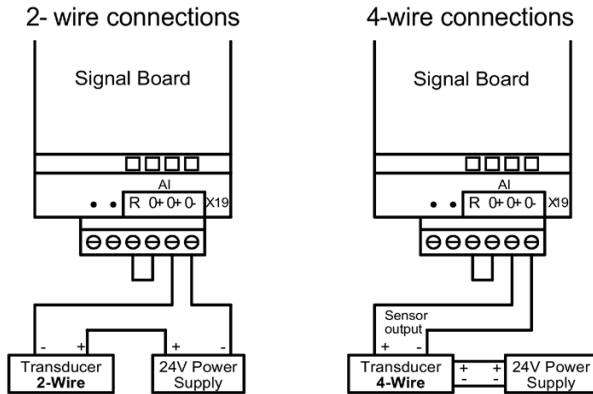 2- wire connections
4-wire connections
Signal Board
Signal Board
AI
AI
• • R 0+ 0+ 0- X19
• • R 0+ 0+ 0- X19
Sensor
output
- + + -
+ -
Transducer
2-Wire
24V Power
Supply
Transducer
4-Wire
+ +
- -
24V Power
Supply